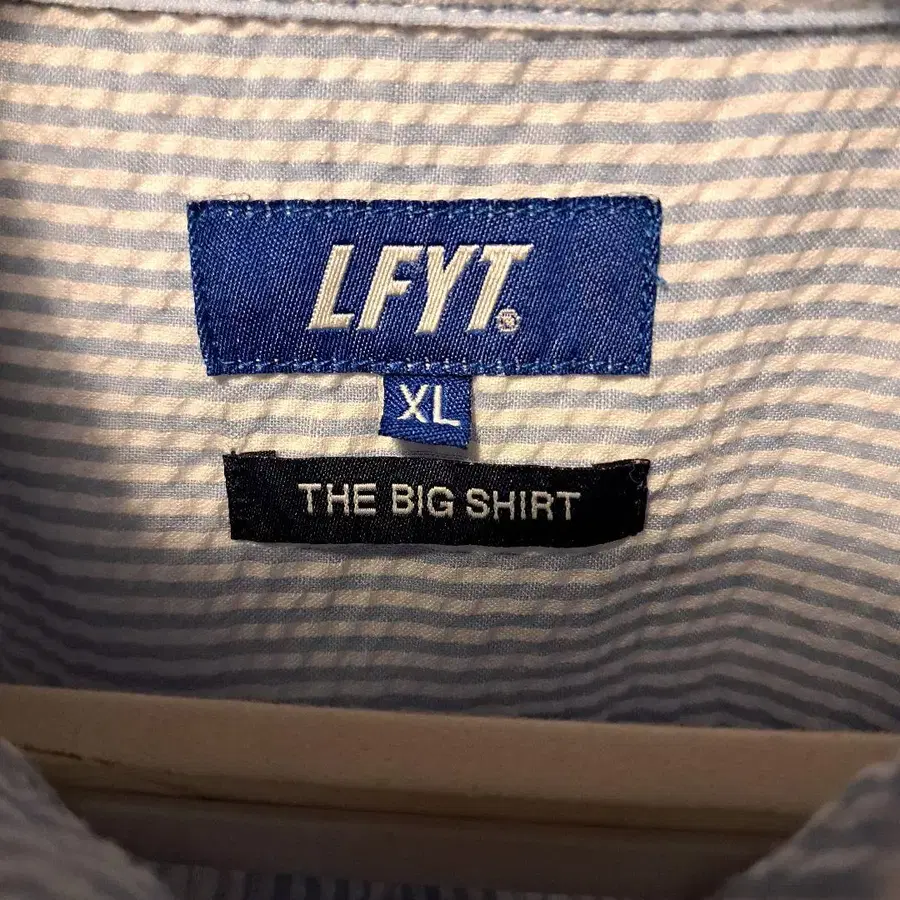 LFYT®
XL
THE BIG SHIRT